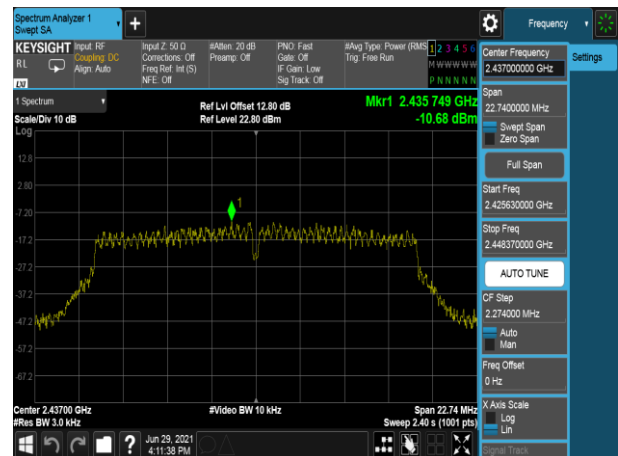 Spectrum Analyzer 1
Swept SA
+
Frequency
KEYSIGHT
RL
LXI
Input: RF
Coupling: DC
Align: Auto
Input Z: 50 Ω
Corrections: Off
Freq Ref: Int (S)
NFE: Off
#Atten: 20 dB
Preamp: Off
PNO: Fast
Gate: Off
IF Gain: Low
Sig Track: Off
#Avg Type: Power (RMS
Trig: Free Run
1 2 3 4 5 6
M W W W W W
P N N N N N
Center Frequency
2.437000000 GHz
Settings
Span
22.7400000 MHz
Swept Span
Zero Span
Full Span
Start Freq
2.425630000 GHz
Stop Freq
2.448370000 GHz
AUTO TUNE
CF Step
2.274000 MHz
Auto
Man
Freq Offset
0 Hz
X Axis Scale
Log
Lin
Signal Track
1 Spectrum
Scale/Div 10 dB
Log
Ref Lvl Offset 12.80 dB
Ref Level 22.80 dBm
Mkr1 2.435 749 GHz
-10.68 dBm
12.8
2.80
-7.20
1
-17.2
-27.2
-37.2
-47.2
-57.2
-67.2
Center 2.43700 GHz
#Res BW 3.0 kHz
#Video BW 10 kHz
Span 22.74 MHz
Sweep 2.40 s (1001 pts)
?
Jun 29, 2021
4:11:38 PM